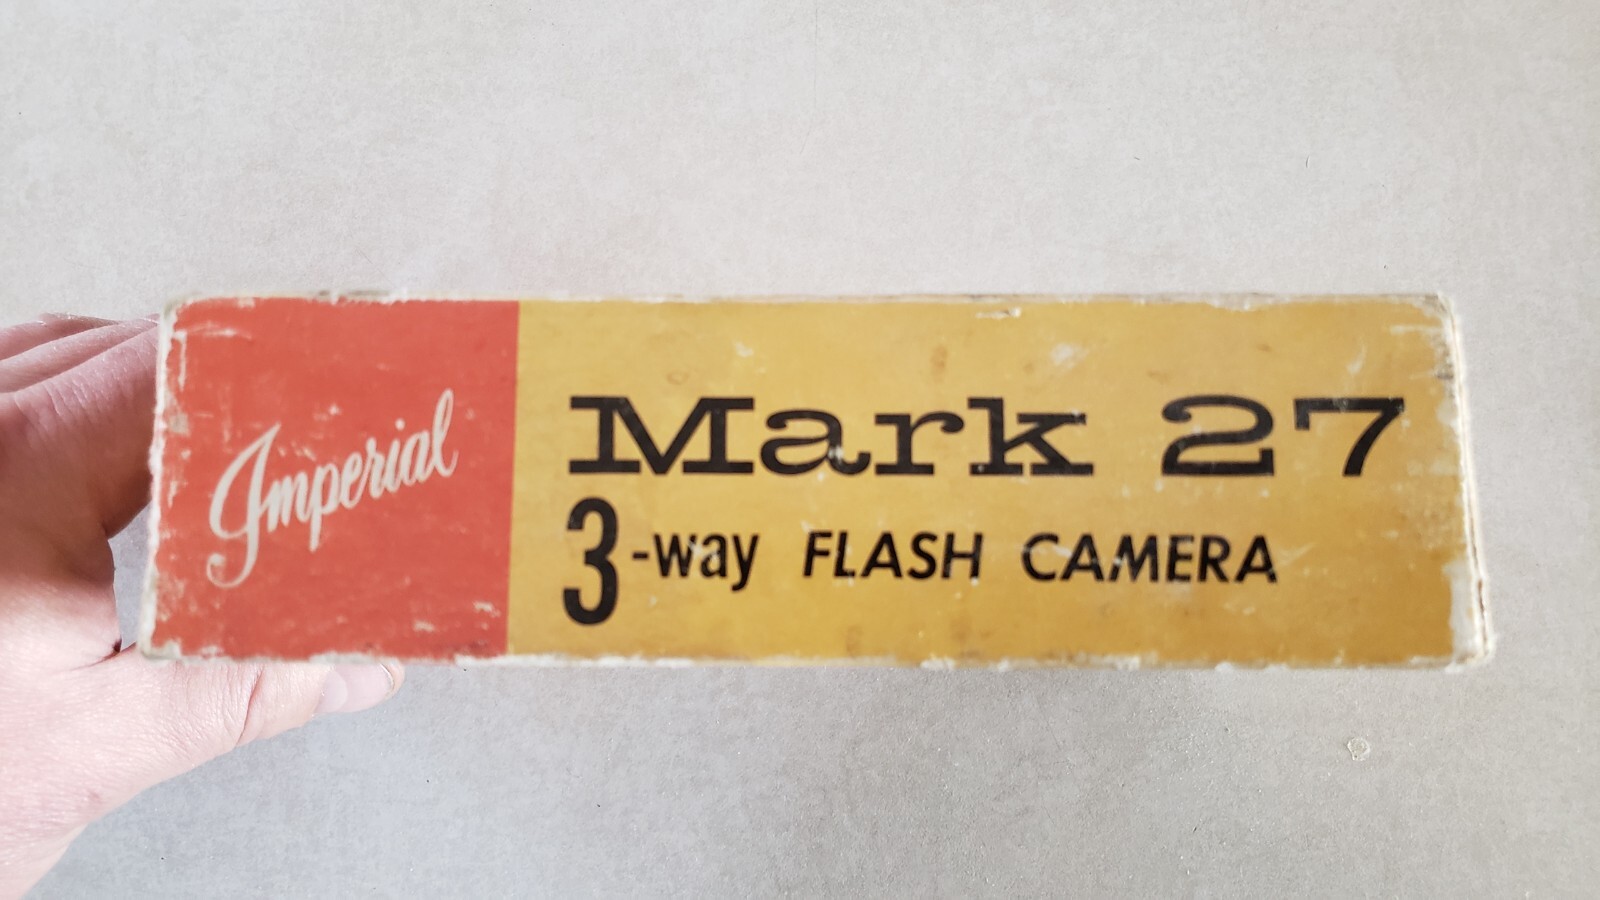 Imperial
Mark 27
3-way FLASH CAMERA